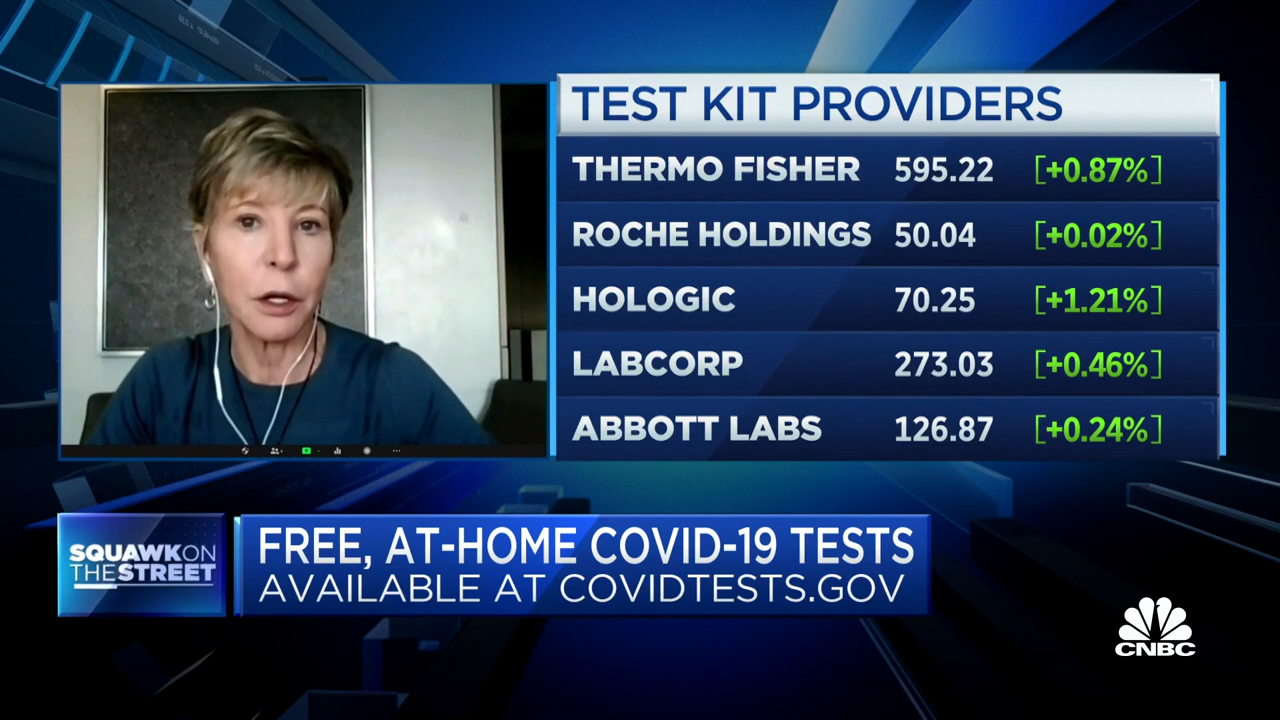 TEST KIT PROVIDERS
THERMO FISHER 595.22 [+0.87%]
ROCHE HOLDINGS 50.04 [+0.02%]
HOLOGIC 70.25 [+1.21%]
LABCORP 273.03 [+0.46%]
ABBOTT LABS 126.87 [+0.24%]
SQUAWK ON
THE STREET
FREE, AT-HOME COVID-19 TESTS
AVAILABLE AT COVIDTESTS.GOV
CNBC